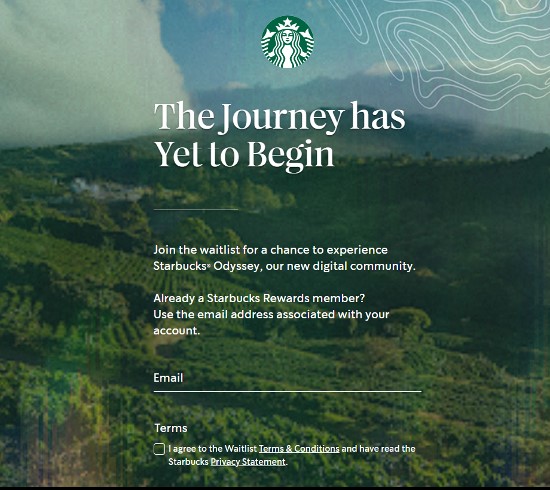 The Journey has
Yet to Begin
Join the waitlist for a chance to experience
Starbucks® Odyssey, our new digital community.
Already a Starbucks Rewards member?
Use the email address associated with your
account.
Email
Terms
I agree to the Waitlist Terms & Conditions and have read the
Starbucks Privacy Statement.